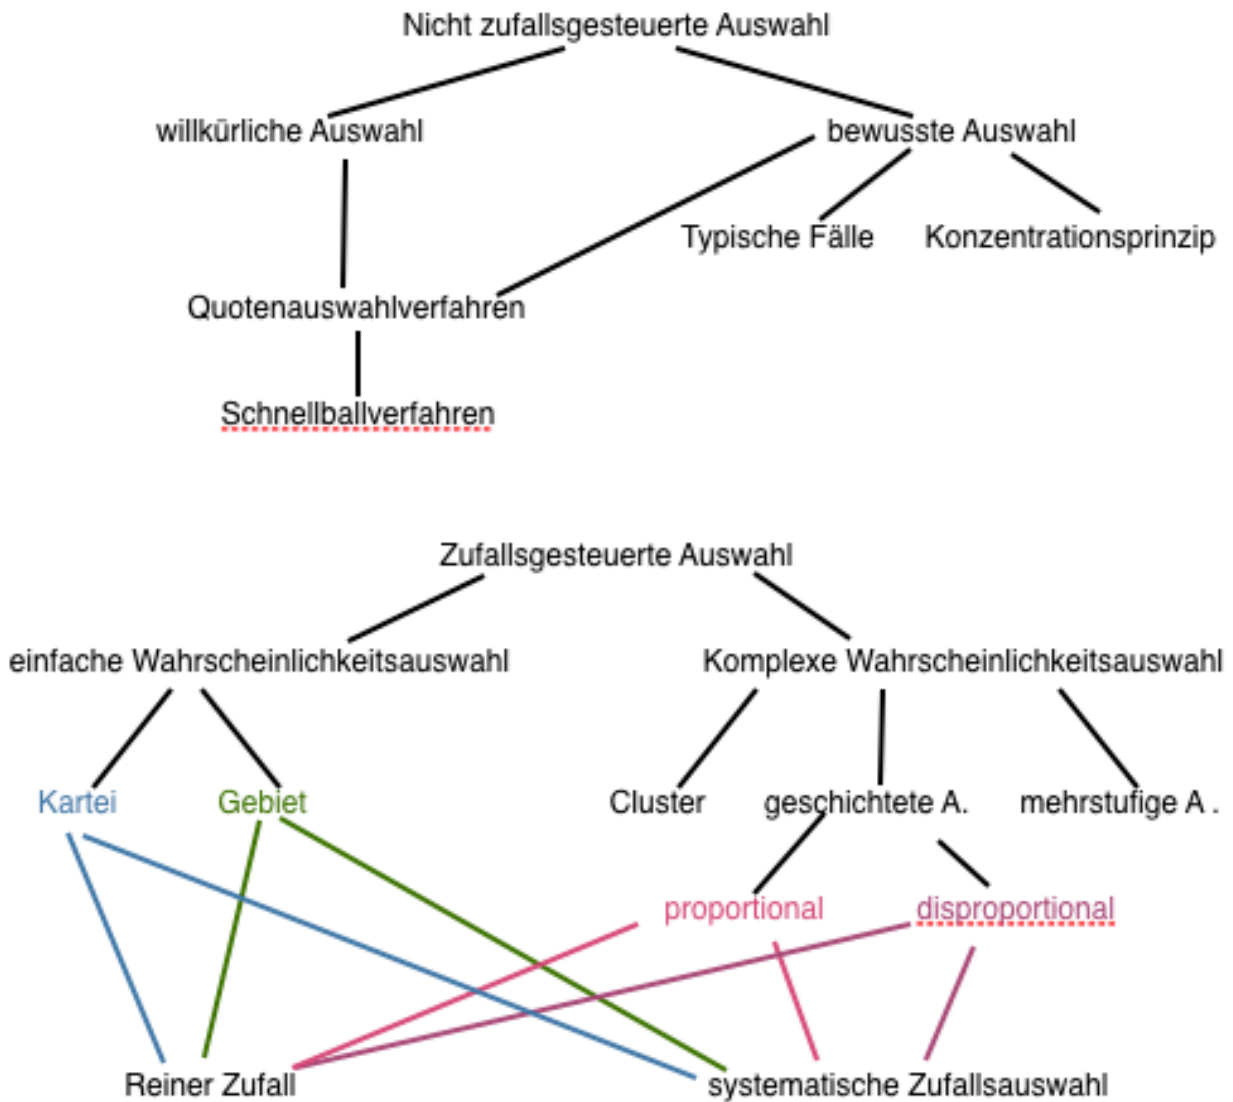 Nicht zufallsgesteuerte Auswahl
willkürliche Auswahl
bewusste Auswahl
Typische Fälle
Konzentrationsprinzip
Quotenauswahlverfahren
Schnellballverfahren
Zufallsgesteuerte Auswahl
einfache Wahrscheinlichkeitsauswahl
Komplexe Wahrscheinlichkeitsauswahl
Kartei
Gebiet
Cluster
geschichtete A.
mehrstufige A .
proportional
disproportional
Reiner Zufall
systematische Zufallsauswahl